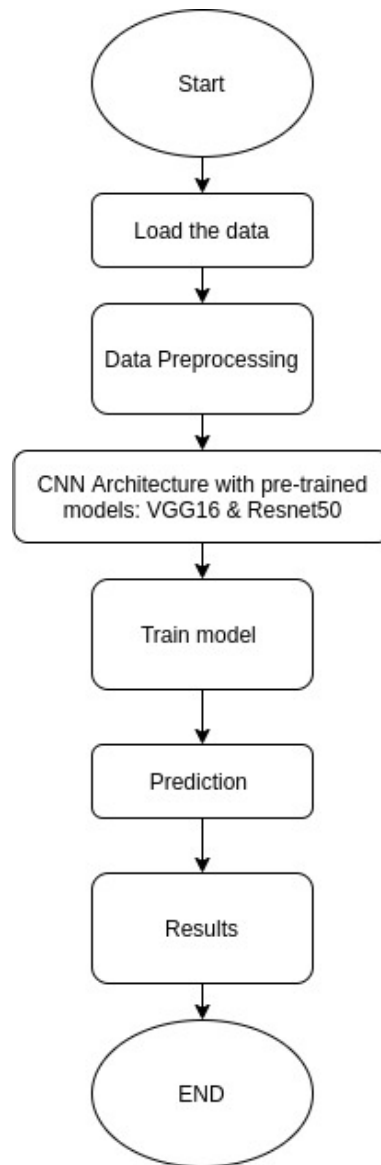 Start
Load the data
Data Preprocessing
CNN Architecture with pre-trained
models: VGG16 & Resnet50
Train model
Prediction
Results
END